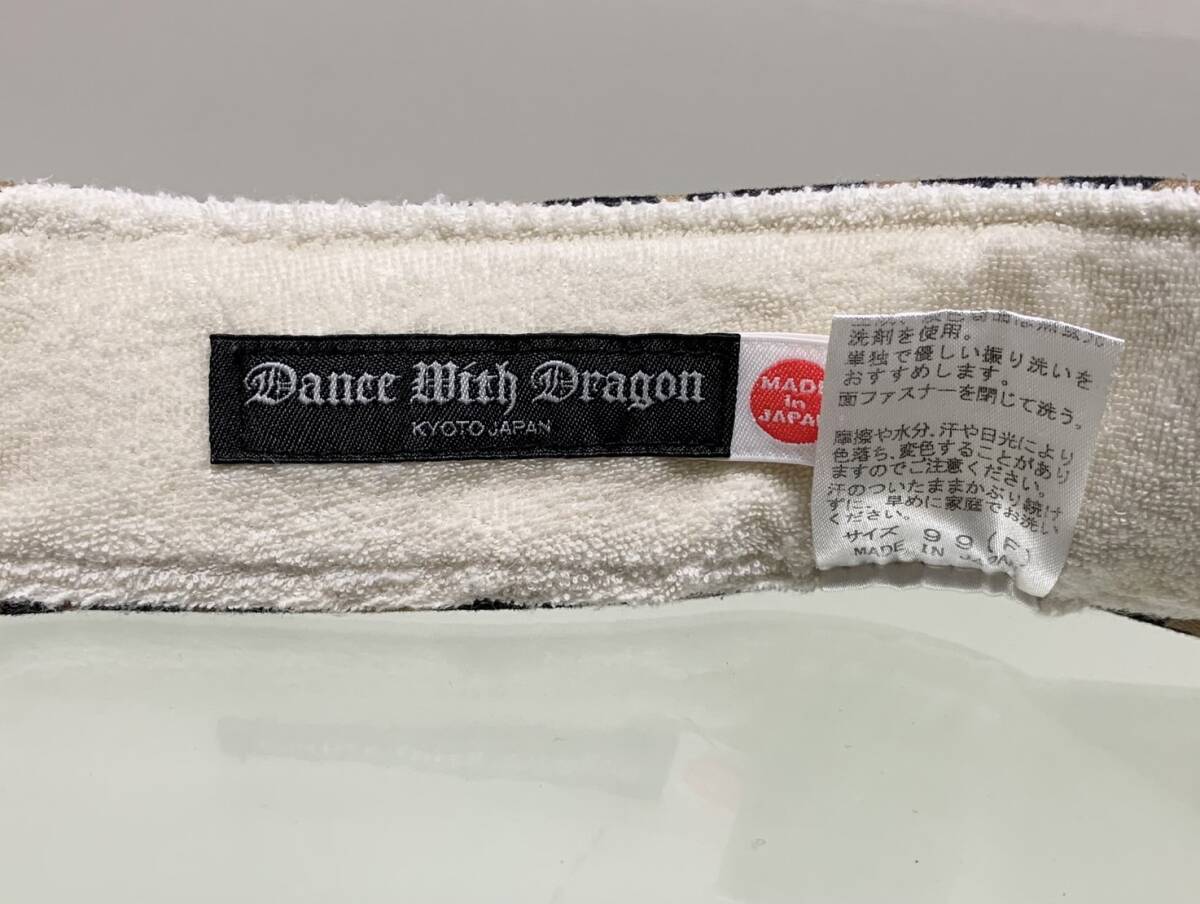 Dance With Dragon
KYOTO JAPAN
MADE
in
JAPAN
洗剤を使用。
単独で優しい振り洗いを
おすすめします。
面ファスナーを閉じて洗う。
摩擦や水分、汗や日光により
色落ち、変色することがあり
ますのでご注意ください。
汗のついたままかぶり続け
ずに、早めに家庭でお洗い
ください。
サイズ 99(F)
MADE IN JAPAN